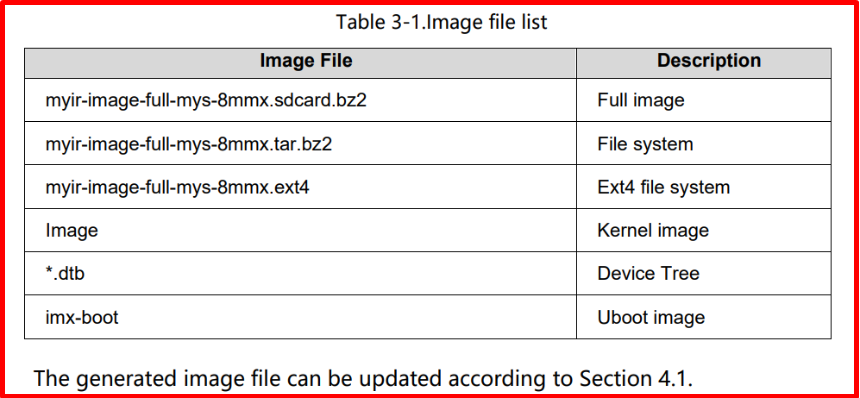 Table 3-1.Image file list
Image File Description
myir-image-full-mys-8mmx.sdcard.bz2 Full image
myir-image-full-mys-8mmx.tar.bz2 File system
myir-image-full-mys-8mmx.ext4 Ext4 file system
Image Kernel image
*.dtb Device Tree
imx-boot Uboot image
The generated image file can be updated according to Section 4.1.